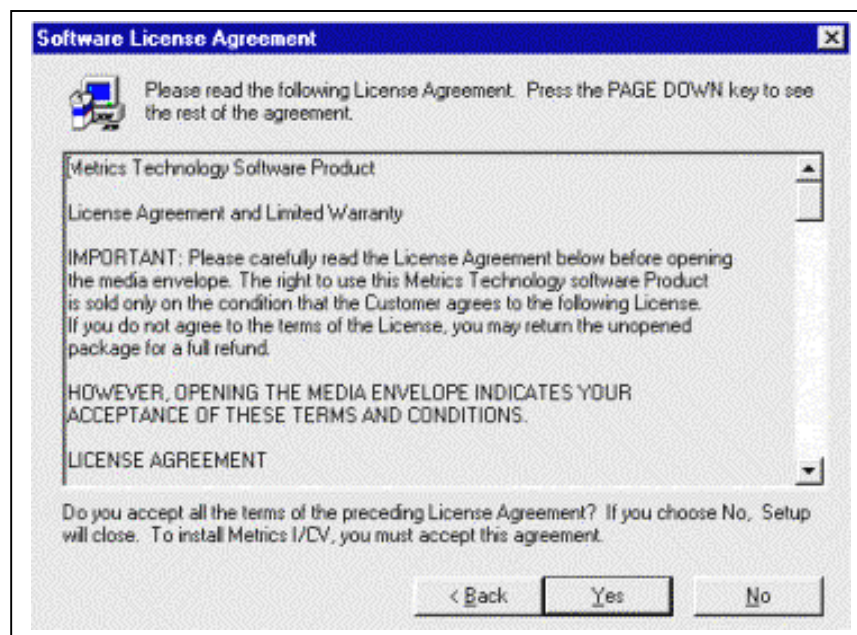 Software License Agreement
Please read the following License Agreement. Press the PAGE DOWN key to see
the rest of the agreement.
Metrics Technology Software Product
License Agreement and Limited Warranty
IMPORTANT: Please carefully read the License Agreement below before opening
the media envelope. The right to use this Metrics Technology software Product
is sold only on the condition that the Customer agrees to the following License.
If you do not agree to the terms of the License, you may return the unopened
package for a full refund.
HOWEVER, OPENING THE MEDIA ENVELOPE INDICATES YOUR
ACCEPTANCE OF THESE TERMS AND CONDITIONS.
LICENSE AGREEMENT
Do you accept all the terms of the preceding License Agreement? If you choose No, Setup
will close. To install Metrics I/CV, you must accept this agreement.
< Back Yes No